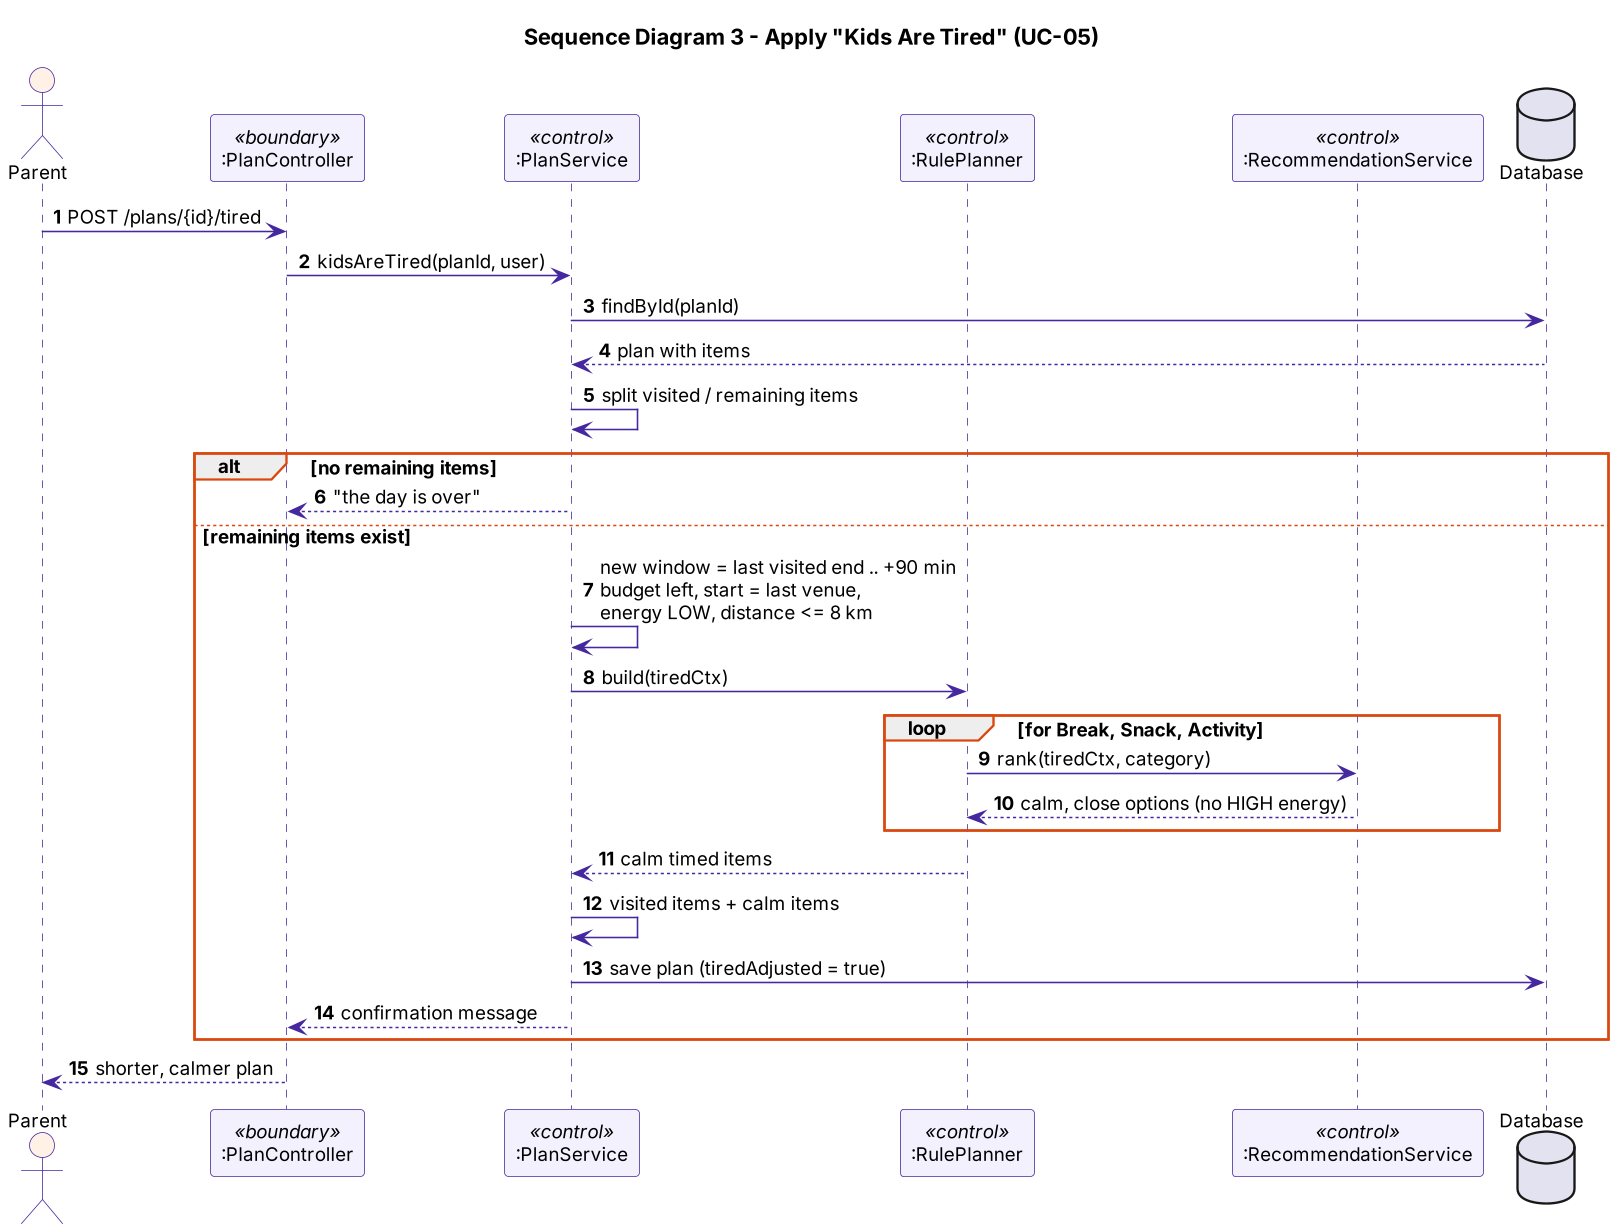 Sequence Diagram 3 - Apply "Kids Are Tired" (UC-05)
Parent
«boundary»
:PlanController
«control»
:PlanService
«control»
:RulePlanner
«control»
:RecommendationService
Database
1 POST /plans/{id}/tired
2 kidsAreTired(planId, user)
3 findById(planId)
4 plan with items
5 split visited / remaining items
alt [no remaining items]
6 "the day is over"
[remaining items exist]
new window = last visited end .. +90 min
7 budget left, start = last venue,
energy LOW, distance <= 8 km
8 build(tiredCtx)
loop [for Break, Snack, Activity]
9 rank(tiredCtx, category)
10 calm, close options (no HIGH energy)
11 calm timed items
12 visited items + calm items
13 save plan (tiredAdjusted = true)
14 confirmation message
15 shorter, calmer plan
Parent
«boundary»
:PlanController
«control»
:PlanService
«control»
:RulePlanner
«control»
:RecommendationService
Database